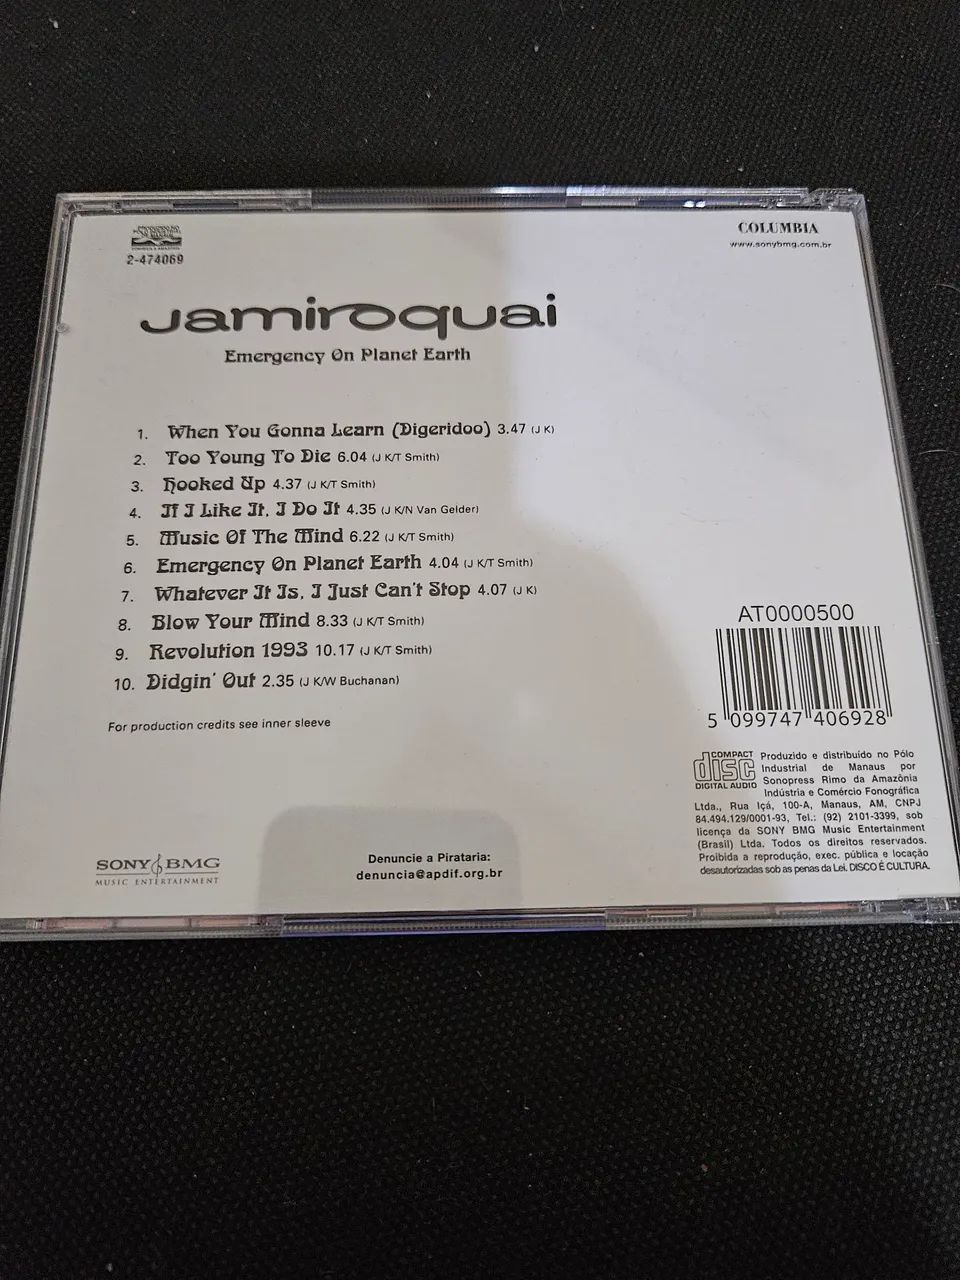 2-474069
COLUMBIA
www.sonybmg.com.br
Jamiroquai
Emergency On Planet Earth
1. When You Gonna Learn (Digeridoo) 3.47 (J K)
2. Too Young To Die 6.04 (J K/T Smith)
3. Hooked Up 4.37 (J K/T Smith)
4. If I Like It, I Do It 4.35 (J K/N Van Gelder)
5. Music Of The Mind 6.22 (J K/T Smith)
6. Emergency On Planet Earth 4.04 (J K/T Smith)
7. Whatever It Is, I Just Can't Stop 4.07 (J K)
8. Blow Your Mind 8.33 (J K/T Smith)
9. Revolution 1993 10.17 (J K/T Smith)
10. Didgin' Out 2.35 (J K/W Buchanan)
For production credits see inner sleeve
AT0000500
5 099747 406928
COMPACT
disc
DIGITAL AUDIO
Produzido e distribuído no Pólo
Industrial de Manaus por
Sonopress Rimo da Amazônia
Indústria e Comércio Fonográfica
Ltda., Rua Içá, 100-A, Manaus, AM, CNPJ
84.494.129/0001-93, Tel.: (92) 2101-3399, sob
licença da SONY BMG Music Entertainment
(Brasil) Ltda. Todos os direitos reservados.
Proibida a reprodução, exec. pública e locação
desautorizadas sob as penas da Lei. DISCO É CULTURA.
SONY BMG
MUSIC ENTERTAINMENT
Denuncie a Pirataria:
denuncia@apdif.org.br